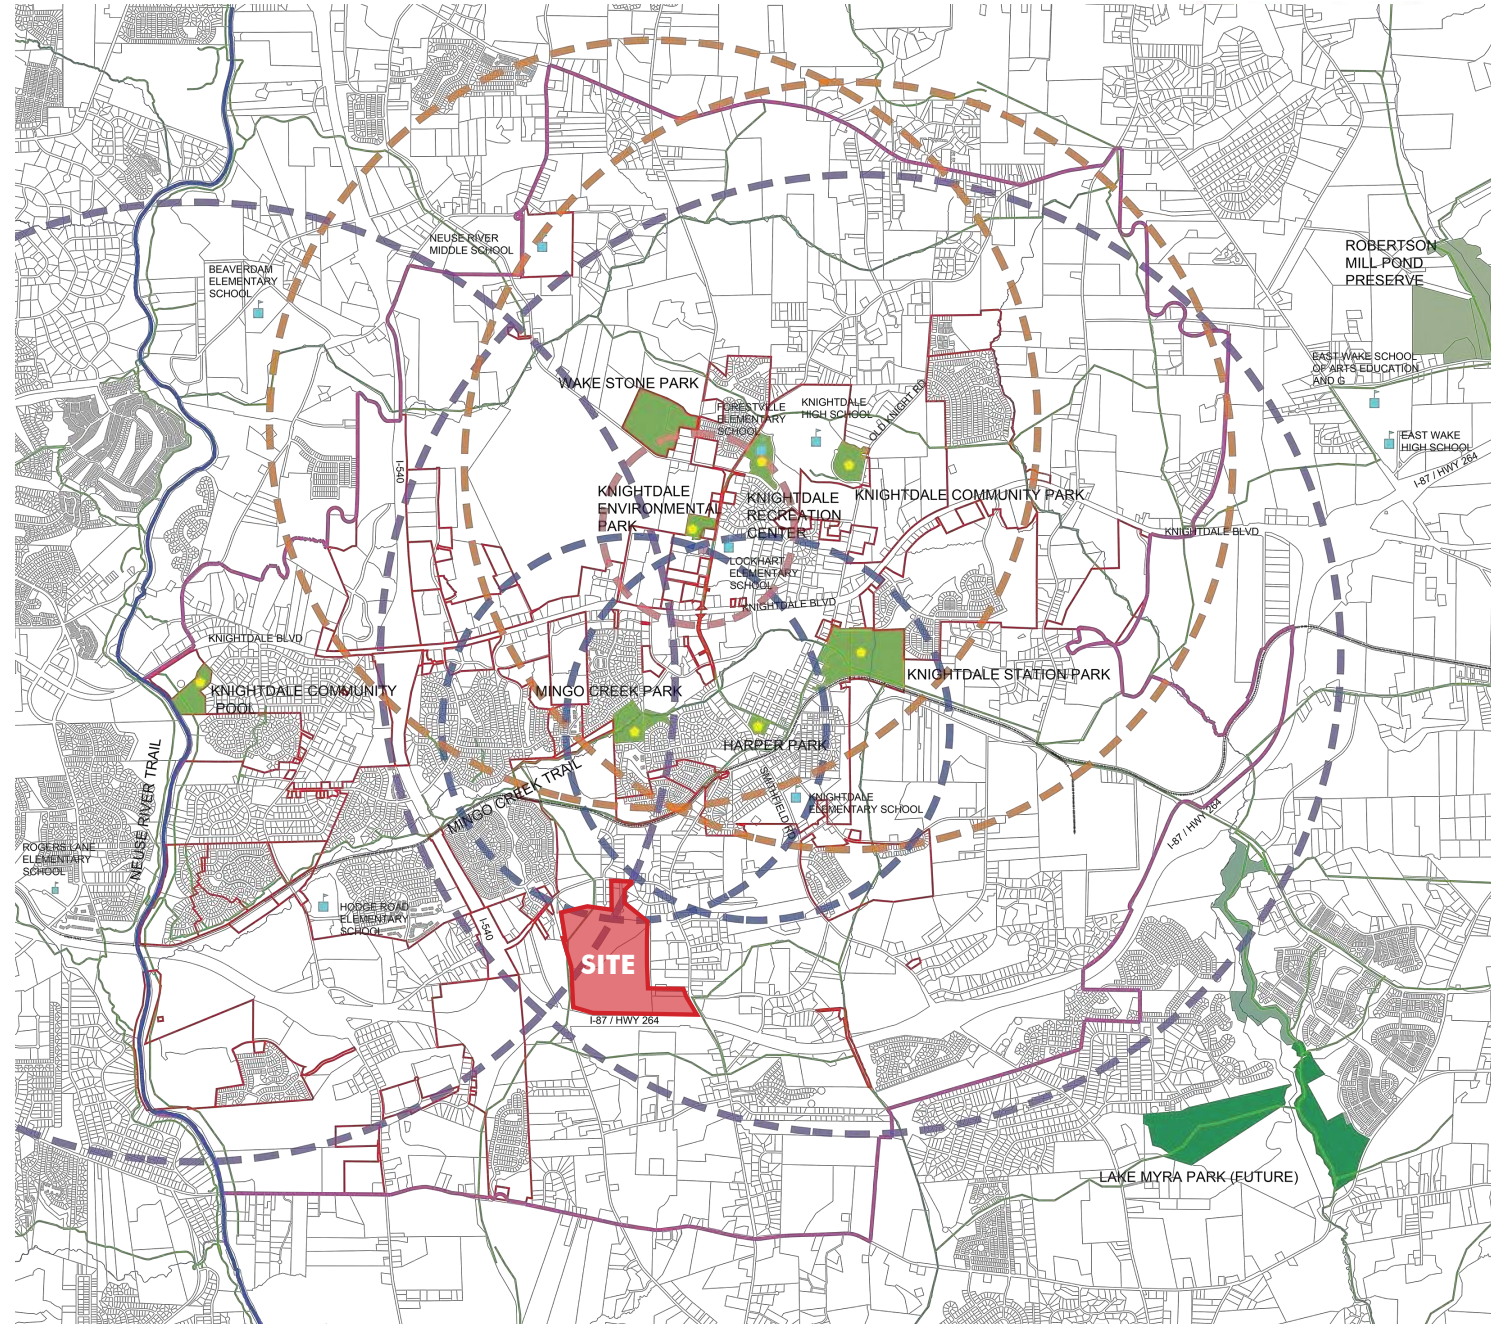 NEUSE RIVER
MIDDLE SCHOOL
BEAVERDAM
ELEMENTARY
SCHOOL
ROBERTSON
MILL POND
PRESERVE
EAST WAKE SCHOOL
OF ARTS EDUCATION
AND G
EAST WAKE
HIGH SCHOOL
I-87 / HWY 264
WAKE STONE PARK
FORESTVILLE
ELEMENTARY
SCHOOL
KNIGHTDALE
HIGH SCHOOL
OLD KNIGHT RD
I-540
KNIGHTDALE
ENVIRONMENTAL
PARK
KNIGHTDALE
RECREATION
CENTER
KNIGHTDALE COMMUNITY PARK
KNIGHTDALE BLVD
LOCKHART
ELEMENTARY
SCHOOL
KNIGHTDALE BLVD
KNIGHTDALE BLVD
KNIGHTDALE COMMUNITY
POOL
MINGO CREEK PARK
KNIGHTDALE STATION PARK
HARPER PARK
NEUSE RIVER TRAIL
MINGO CREEK TRAIL
SMITHFIELD RD
KNIGHTDALE
ELEMENTARY SCHOOL
I-87 / HWY 264
ROGERS LANE
ELEMENTARY
SCHOOL
HODGE ROAD
ELEMENTARY
SCHOOL
I-540
SITE
I-87 / HWY 264
LAKE MYRA PARK (FUTURE)